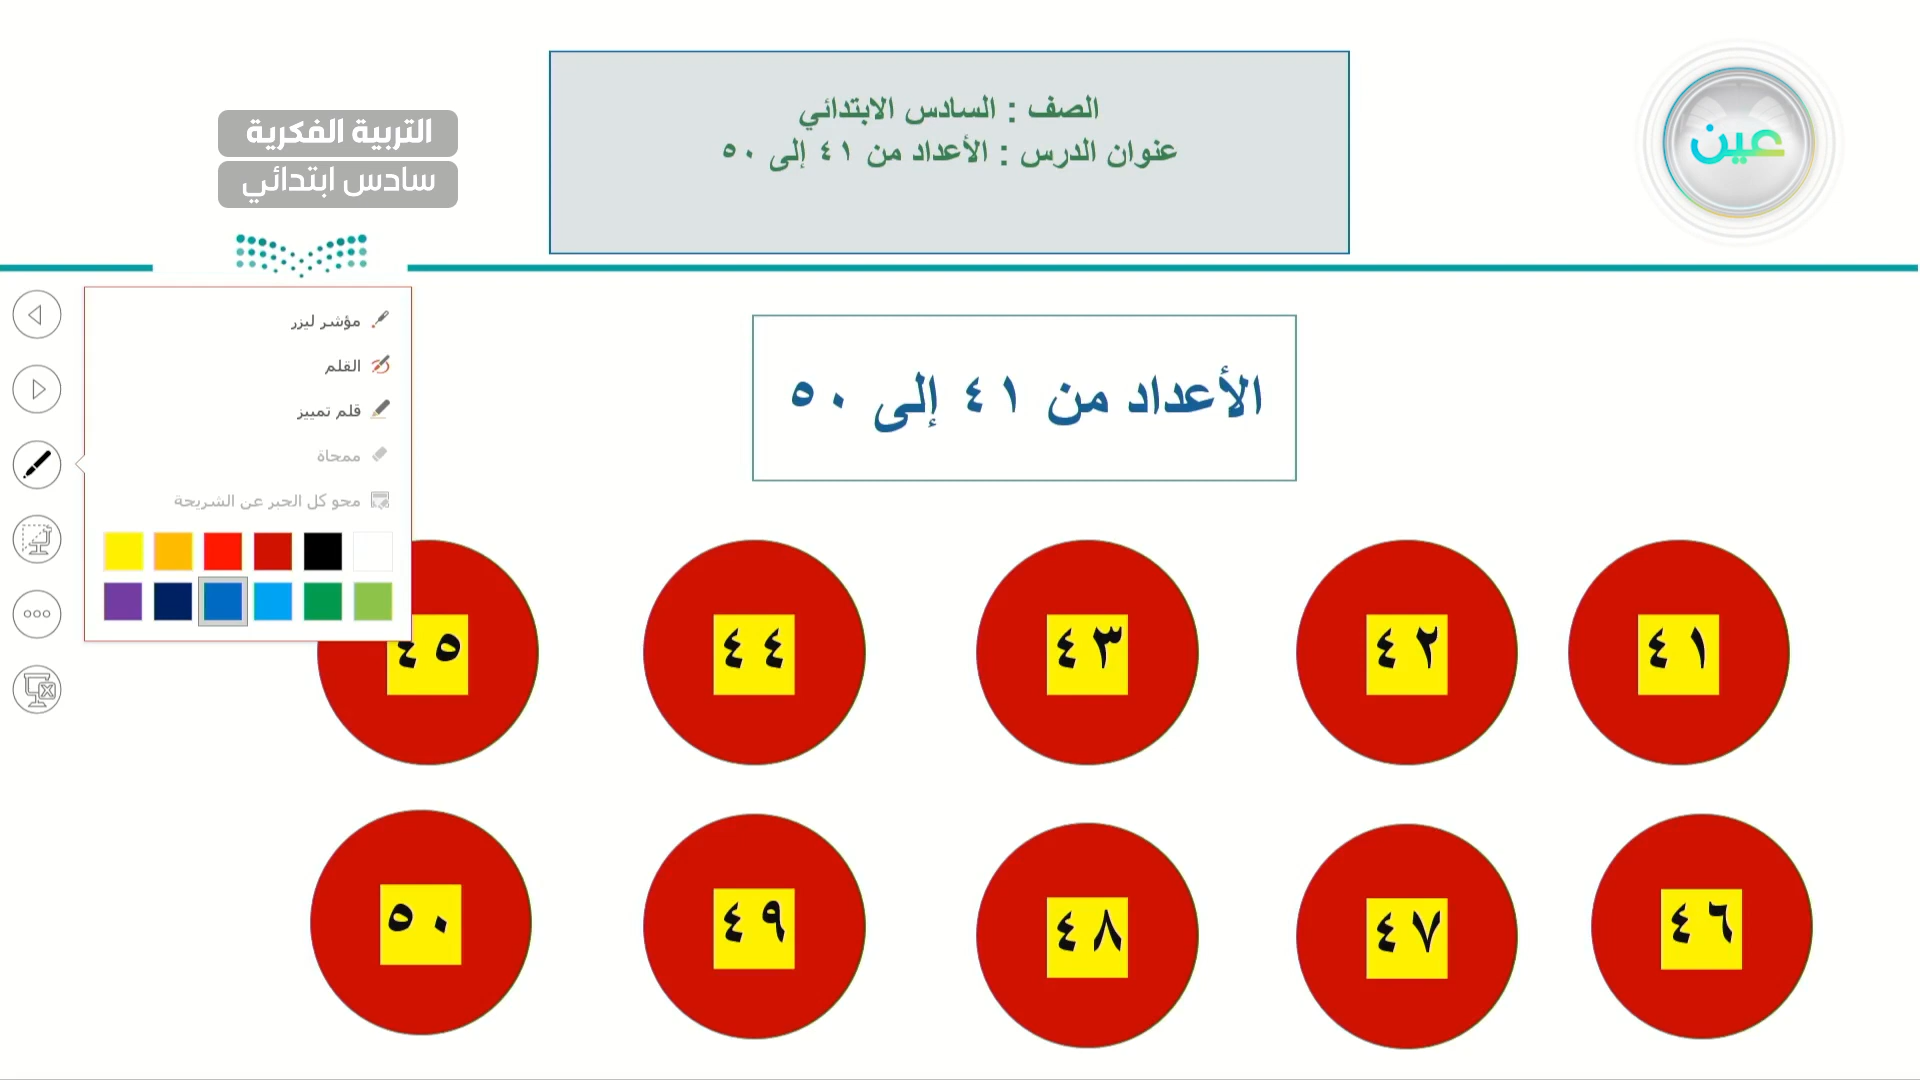 الصف : السادس الابتدائي
عنوان الدرس : الأعداد من ٤١ إلى ٥٠
عين
التربية الفكرية
سادس ابتدائي
مؤشر ليزر
القلم
قلم تمييز
ممحاة
محو كل الحبر عن الشريحة
الأعداد من ٤١ إلى ٥٠
٤١ ٤٢ ٤٣ ٤٤ ٤٥
٤٦ ٤٧ ٤٨ ٤٩ ٥٠